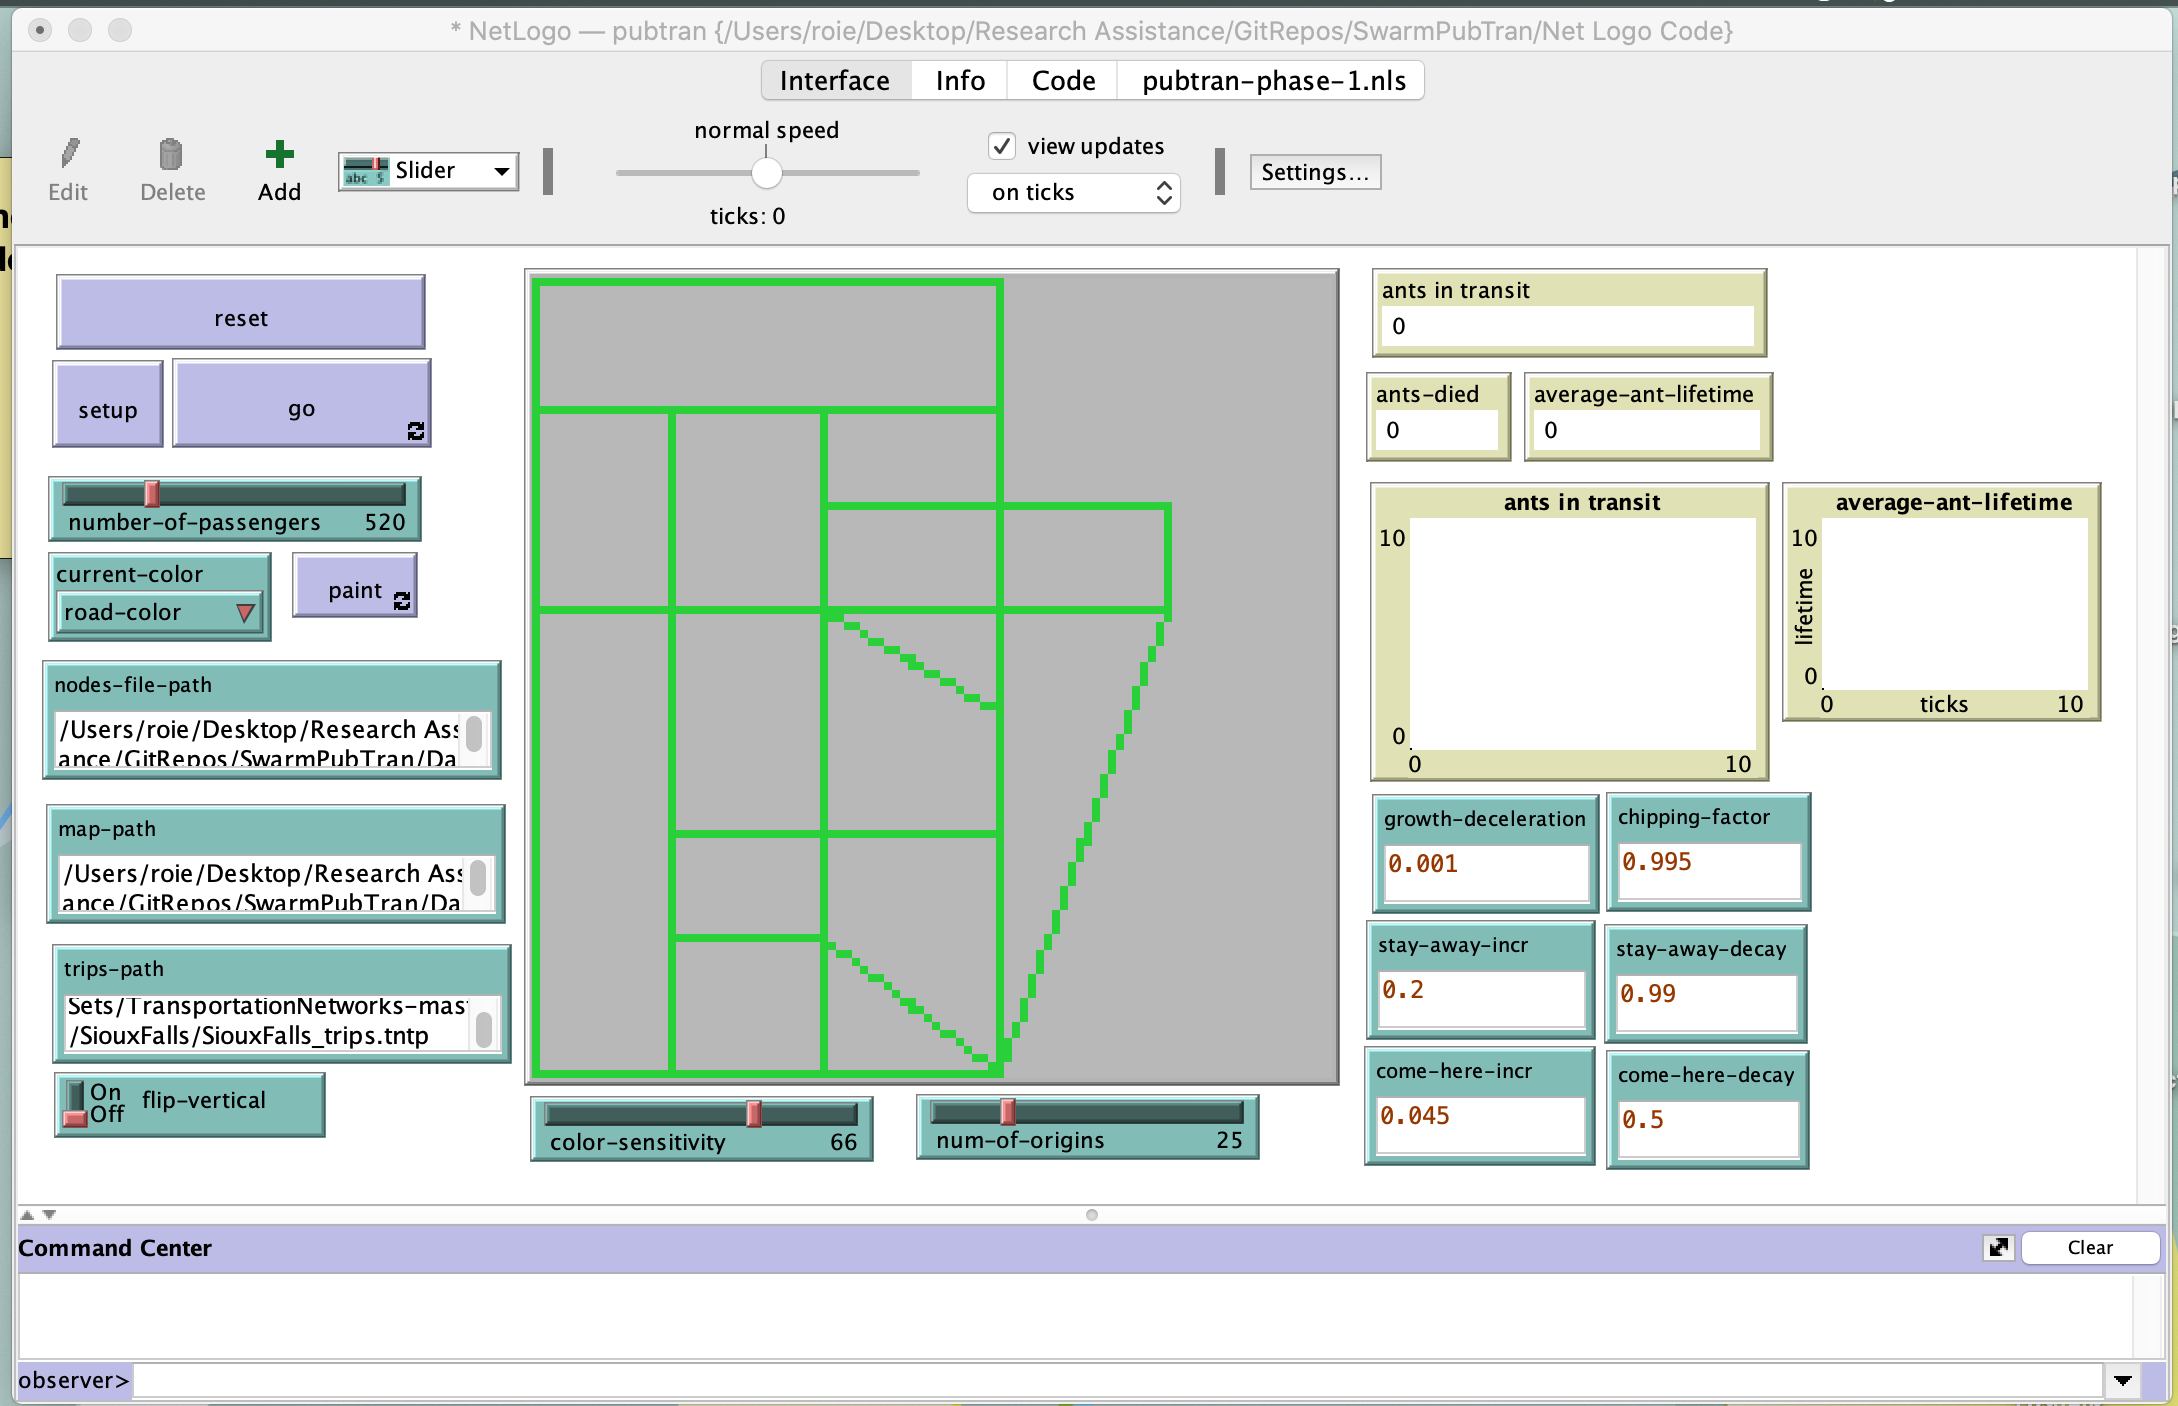 * NetLogo — pubtran {/Users/roie/Desktop/Research Assistance/GitRepos/SwarmPubTran/Net Logo Code}
Interface Info Code pubtran-phase-1.nls
Edit Delete Add
abc 5 Slider
normal speed
ticks: 0
view updates
on ticks
Settings...
reset
setup
go
number-of-passengers 520
current-color
road-color
paint
nodes-file-path
/Users/roie/Desktop/Research Ass
ance/GitRepos/SwarmPubTran/Da
map-path
/Users/roie/Desktop/Research Ass
ance/GitRepos/SwarmPubTran/Da
trips-path
Sets/TransportationNetworks-mas
/SiouxFalls/SiouxFalls_trips.tntp
On
Off
flip-vertical
color-sensitivity 66
num-of-origins 25
ants in transit
0
ants-died
0
average-ant-lifetime
0
ants in transit
10
0
0 10
average-ant-lifetime
10
lifetime
0
0 ticks 10
growth-deceleration
0.001
chipping-factor
0.995
stay-away-incr
0.2
stay-away-decay
0.99
come-here-incr
0.045
come-here-decay
0.5
Command Center
Clear
observer>